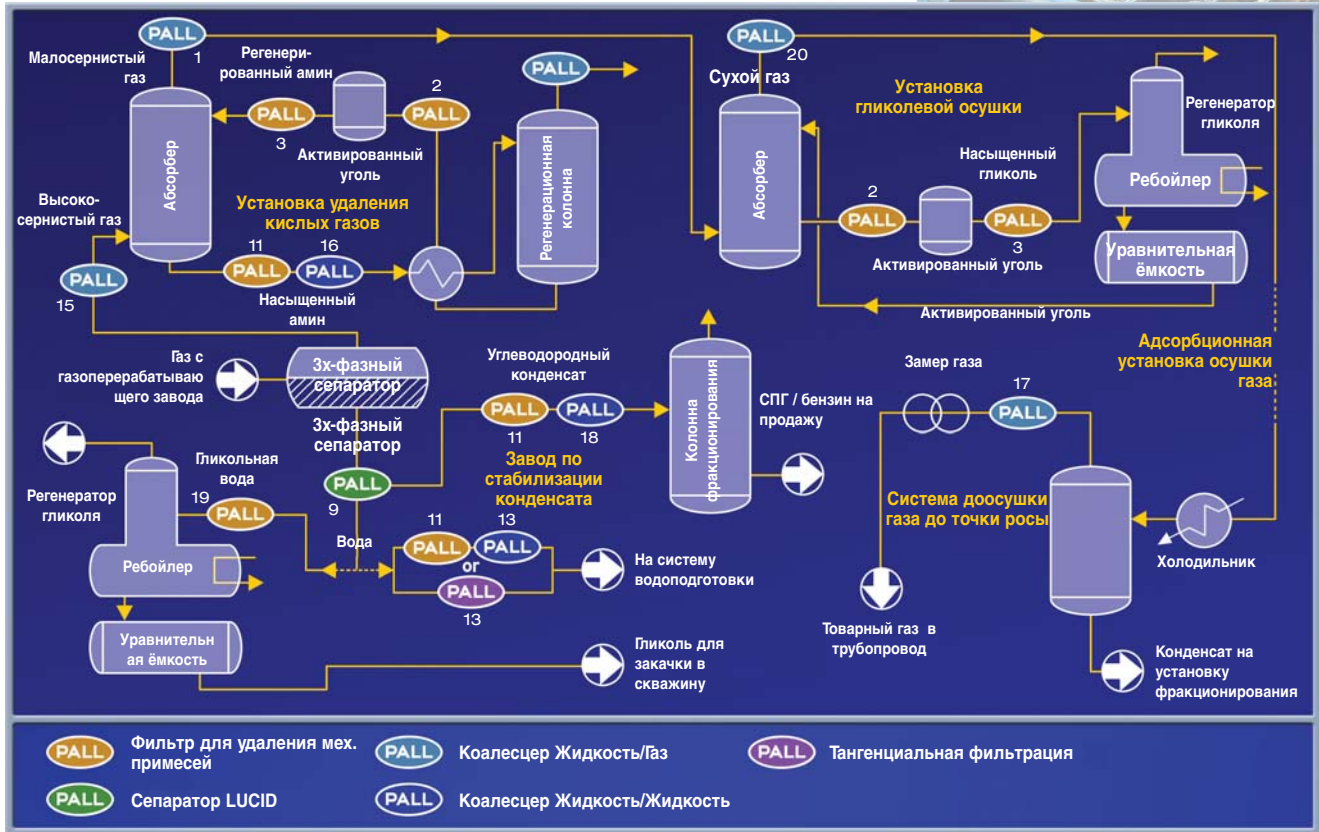 PALL
1
Малосернистый
газ
Регенери-
рованный амин
PALL
3
Активированный
уголь
2
PALL
PALL
Абсорбер
Регенерационная
колонна
Высоко-
сернистый газ
Установка удаления
кислых газов
PALL
15
11
PALL
16
PALL
Насыщенный
амин
PALL
20
Сухой газ
Установка
гликолевой осушки
Регенератор
гликоля
Насыщенный
гликоль
Абсорбер
2
PALL
PALL
3
Активированный уголь
Ребойлер
Уравнительная
ёмкость
Активированный уголь
Адсорбционная
установка осушки
газа
Газ с
газоперерабатываю
щего завода
3х-фазный
сепаратор
3х-фазный
сепаратор
Углеводородный
конденсат
PALL
11
PALL
18
Завод по
стабилизации
конденсата
Колонна
фракционирования
СПГ / бензин на
продажу
Замер газа
17
PALL
Система доосушки
газа до точки росы
Холодильник
Товарный газ в
трубопровод
Конденсат на
установку
фракционирования
Регенератор
гликоля
Гликольная
вода
19
PALL
PALL
9
Вода
11
PALL
13
PALL
or
PALL
13
На систему
водоподготовки
Ребойлер
Уравнительн
ая ёмкость
Гликоль для
закачки в
скважину
PALL
Фильтр для удаления мех.
примесей
PALL
Коалесцер Жидкость/Газ
PALL
Тангенциальная фильтрация
PALL
Сепаратор LUCID
PALL
Коалесцер Жидкость/Жидкость